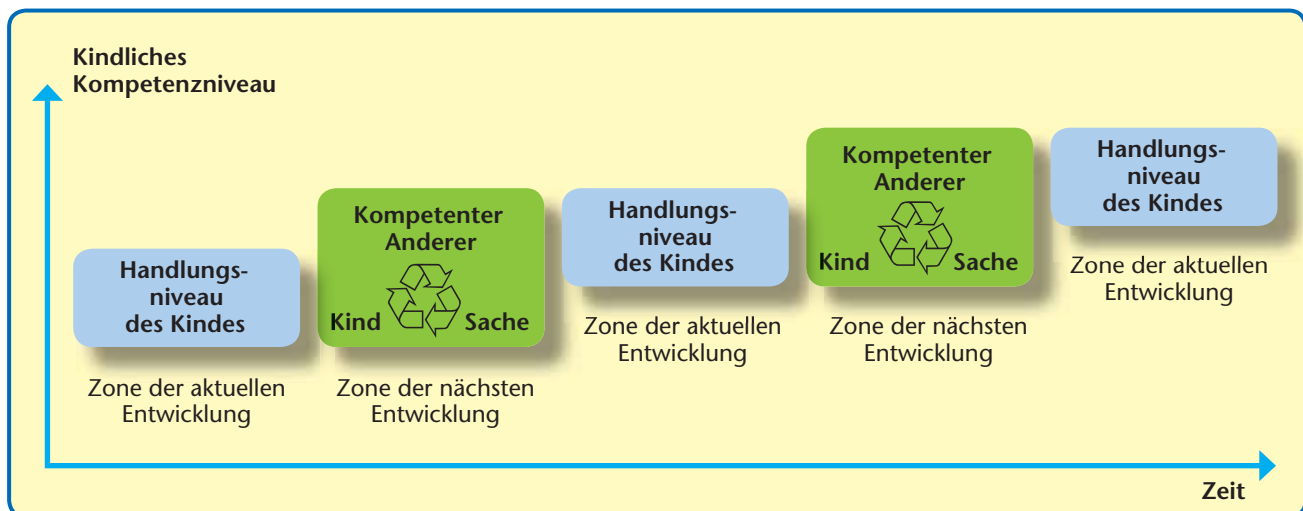 Kindliches
Kompetenzniveau
Handlungs-
niveau
des Kindes
Zone der aktuellen
Entwicklung
Kompetenter
Anderer
Kind Sache
Zone der nächsten
Entwicklung
Handlungs-
niveau
des Kindes
Zone der aktuellen
Entwicklung
Kompetenter
Anderer
Kind Sache
Zone der nächsten
Entwicklung
Handlungs-
niveau
des Kindes
Zone der aktuellen
Entwicklung
Zeit